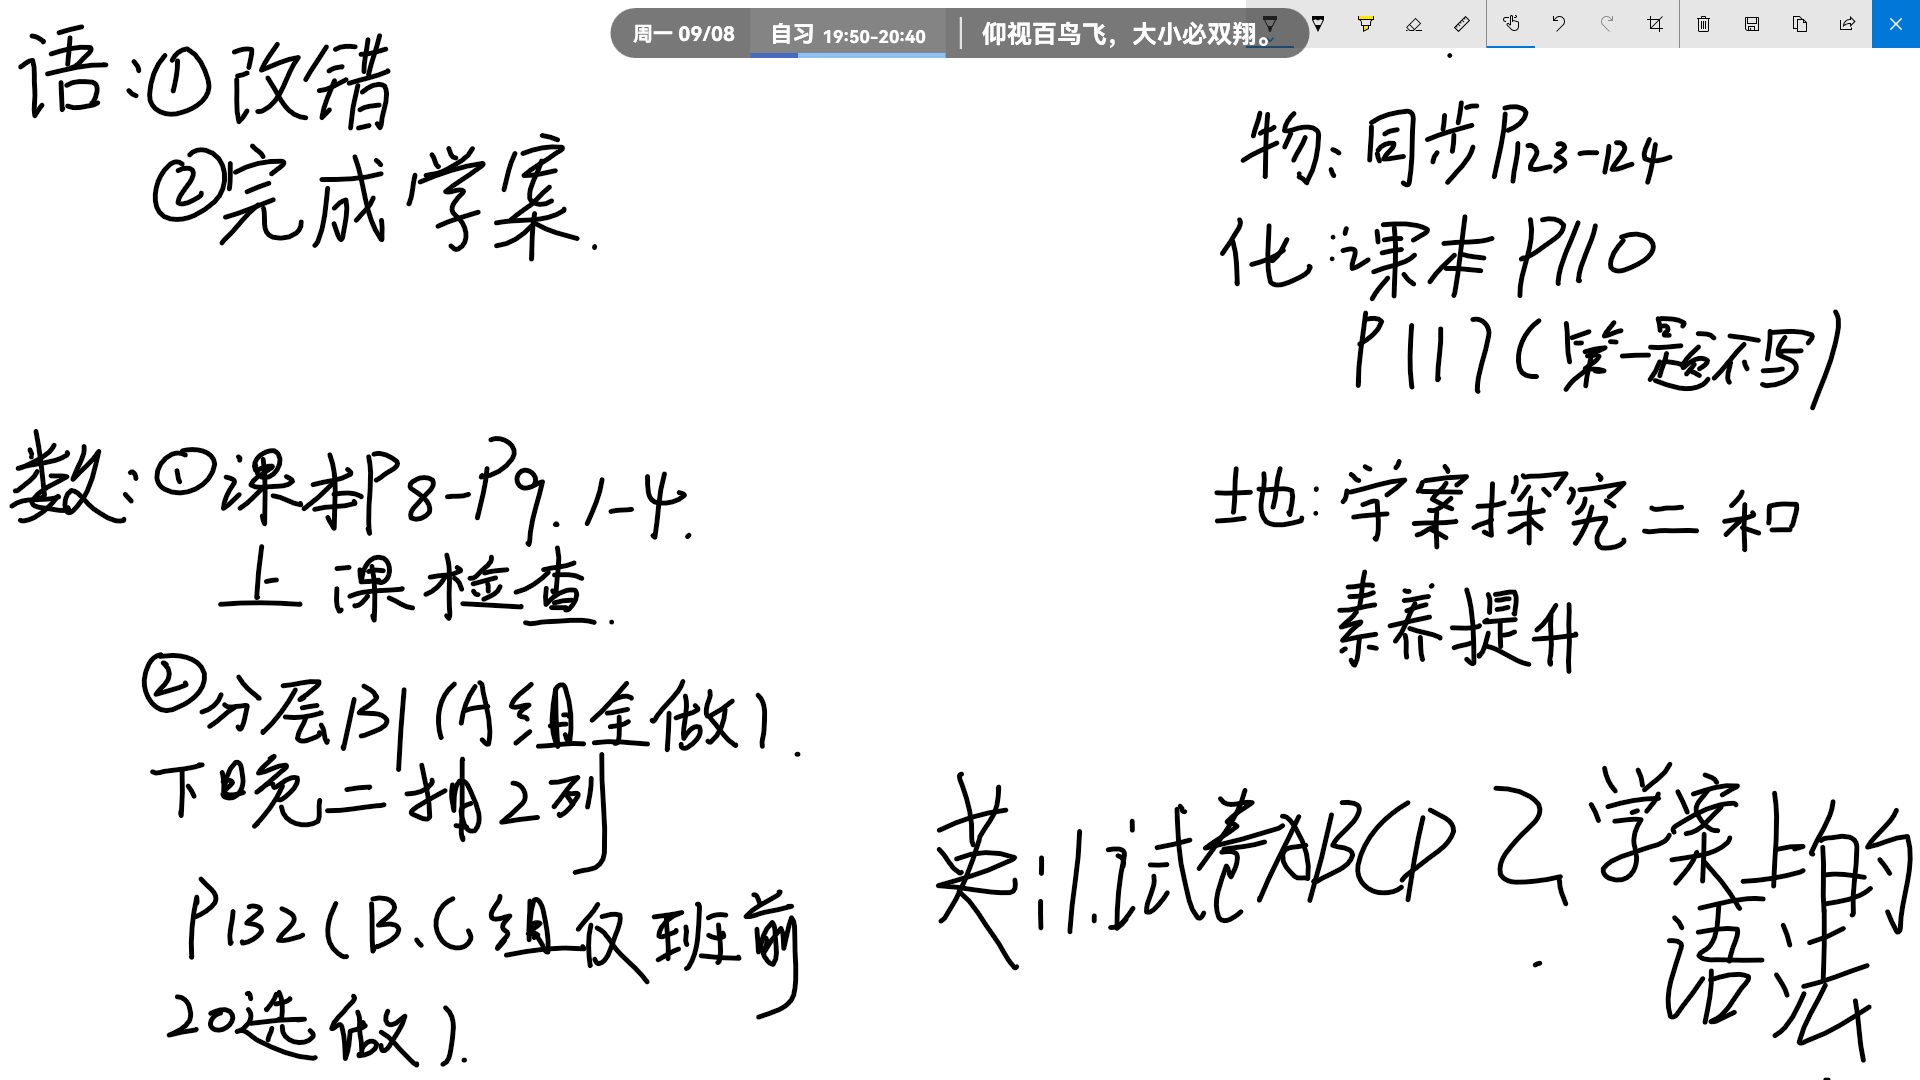 周一 09/08 自习 19:50-20:40 仰视百鸟飞，大小必双翔。
语:①改错
②完成学案.
数:①课本P8-P9. 1-4.
上课检查.
②分层B1(A组全做).
下日晚二抽2列
P132(B、C组仅班前
20选做).
物:同步P123-124
化:课本P110
P117(第一题不写)
地:学案探究二和
素养提升
英:1.试卷ABCD 2.学案上的
语法